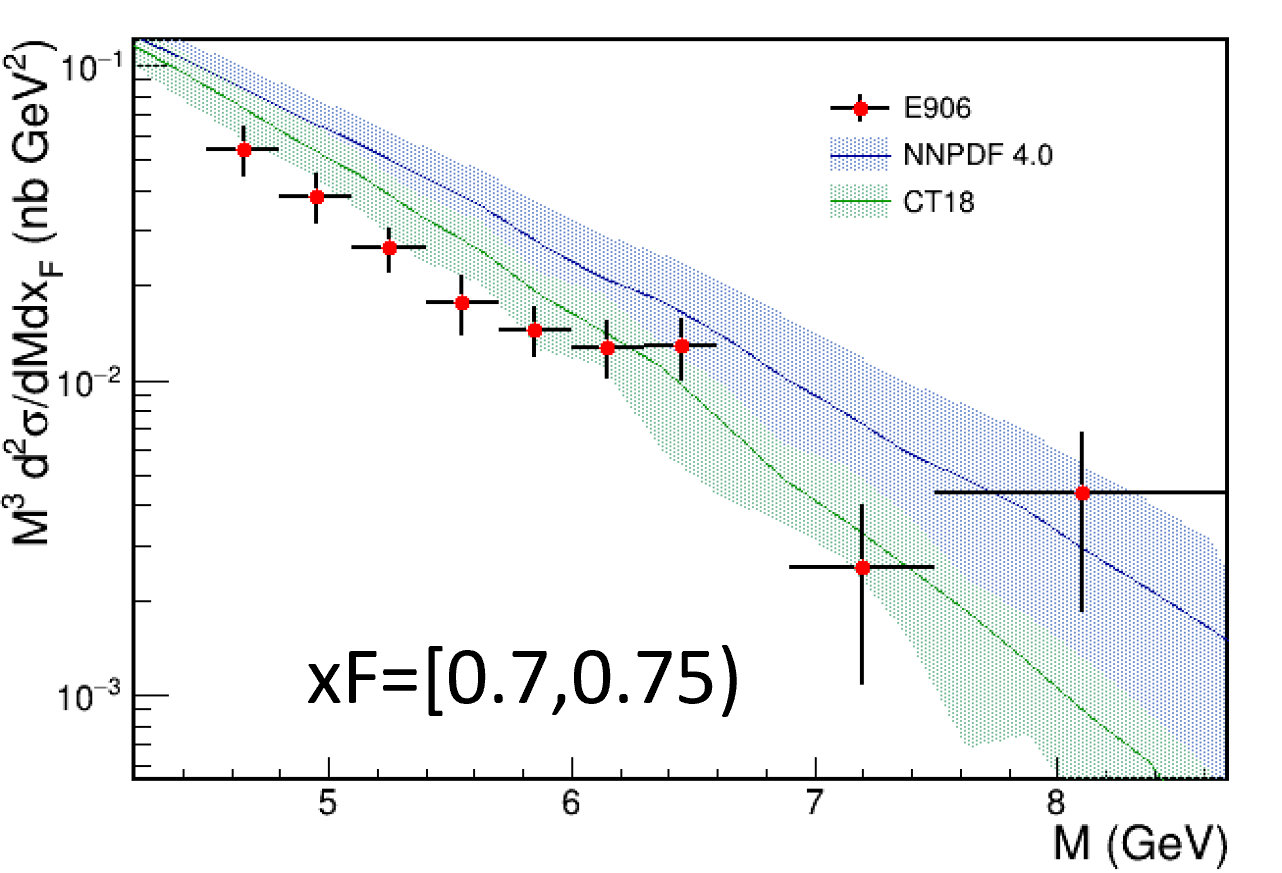 M³ d²σ/dMdx_F (nb GeV²)
10⁻¹
10⁻²
10⁻³
E906
NNPDF 4.0
CT18
xF=[0.7,0.75)
5 6 7 8
M (GeV)